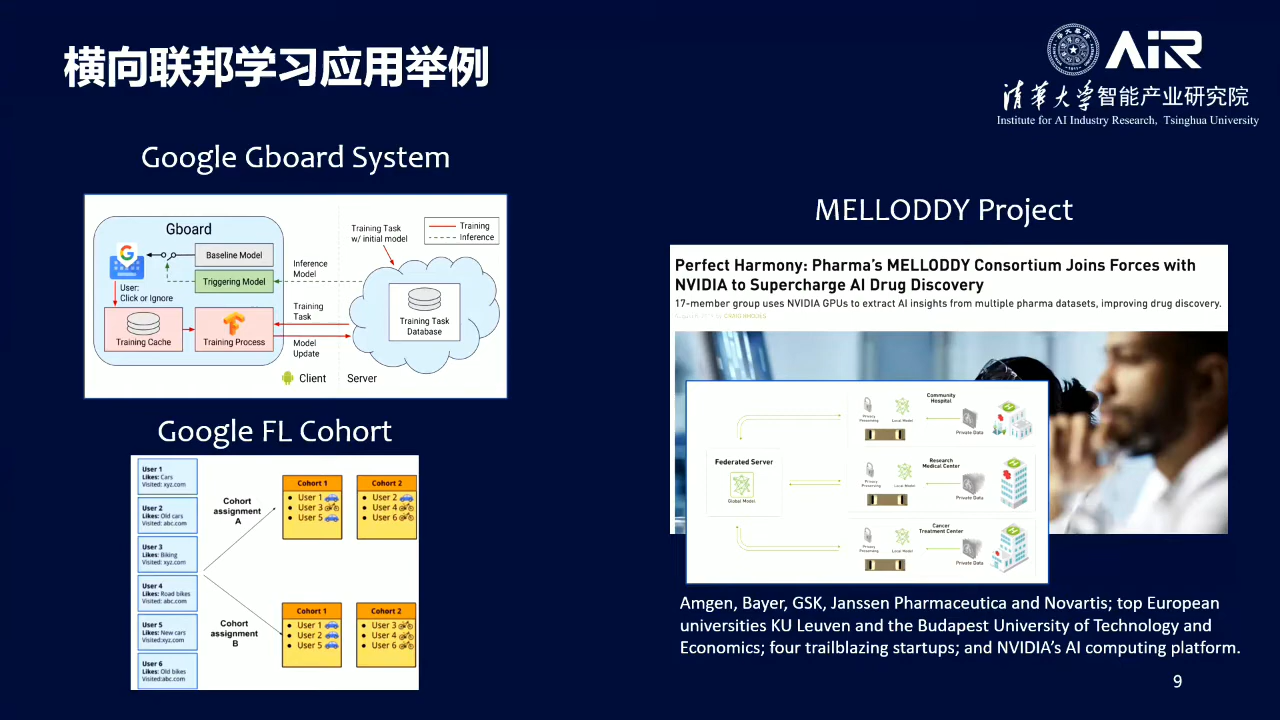 横向联邦学习应用举例
AiR
清华大学智能产业研究院
Institute for AI Industry Research, Tsinghua University
Google Gboard System
Gboard
G
Baseline Model
Triggering Model
User:
Click or Ignore
Training Cache
Training Process
Inference
Model
Training
Task
Model
Update
Client
Server
Training Task
w/ initial model
Training
Inference
Training Task
Database
Google FL Cohort
User 1
Likes: Cars
Visited: xyz.com
User 2
Likes: Old cars
Visited: abc.com
User 3
Likes: Biking
Visited: xyz.com
User 4
Likes: Road bikes
Visited: abc.com
User 5
Likes: New cars
Visited:xyz.com
User 6
Likes: Old bikes
Visited:abc.com
Cohort
assignment
A
Cohort 1
User 1
User 3
User 5
Cohort 2
User 2
User 4
User 6
Cohort
assignment
B
Cohort 1
User 1
User 2
User 5
Cohort 2
User 3
User 4
User 6
MELLODDY Project
Perfect Harmony: Pharma's MELLODDY Consortium Joins Forces with
NVIDIA to Supercharge AI Drug Discovery
17-member group uses NVIDIA GPUs to extract AI insights from multiple pharma datasets, improving drug discovery.
Federated Server
Global Model
Community
Hospital
Privacy
Preserving
Local Model
Private Data
Research
Medical Center
Privacy
Preserving
Local Model
Private Data
Cancer
Treatment Center
Privacy
Preserving
Local Model
Private Data
Amgen, Bayer, GSK, Janssen Pharmaceutica and Novartis; top European
universities KU Leuven and the Budapest University of Technology and
Economics; four trailblazing startups; and NVIDIA's AI computing platform.
9